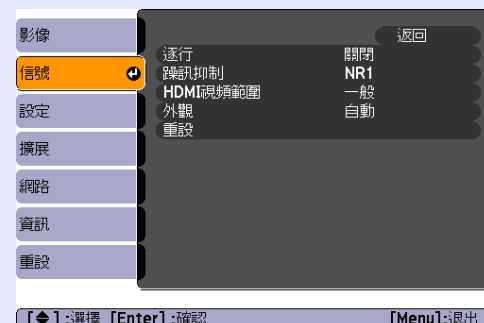 影像
信號
設定
擴展
網路
資訊
重設
返回
逐行 關閉
躁訊抑制 NR1
HDMI視頻範圍 一般
外觀 自動
重設
[◆]:選擇 [Enter]:確認 [Menu]:退出